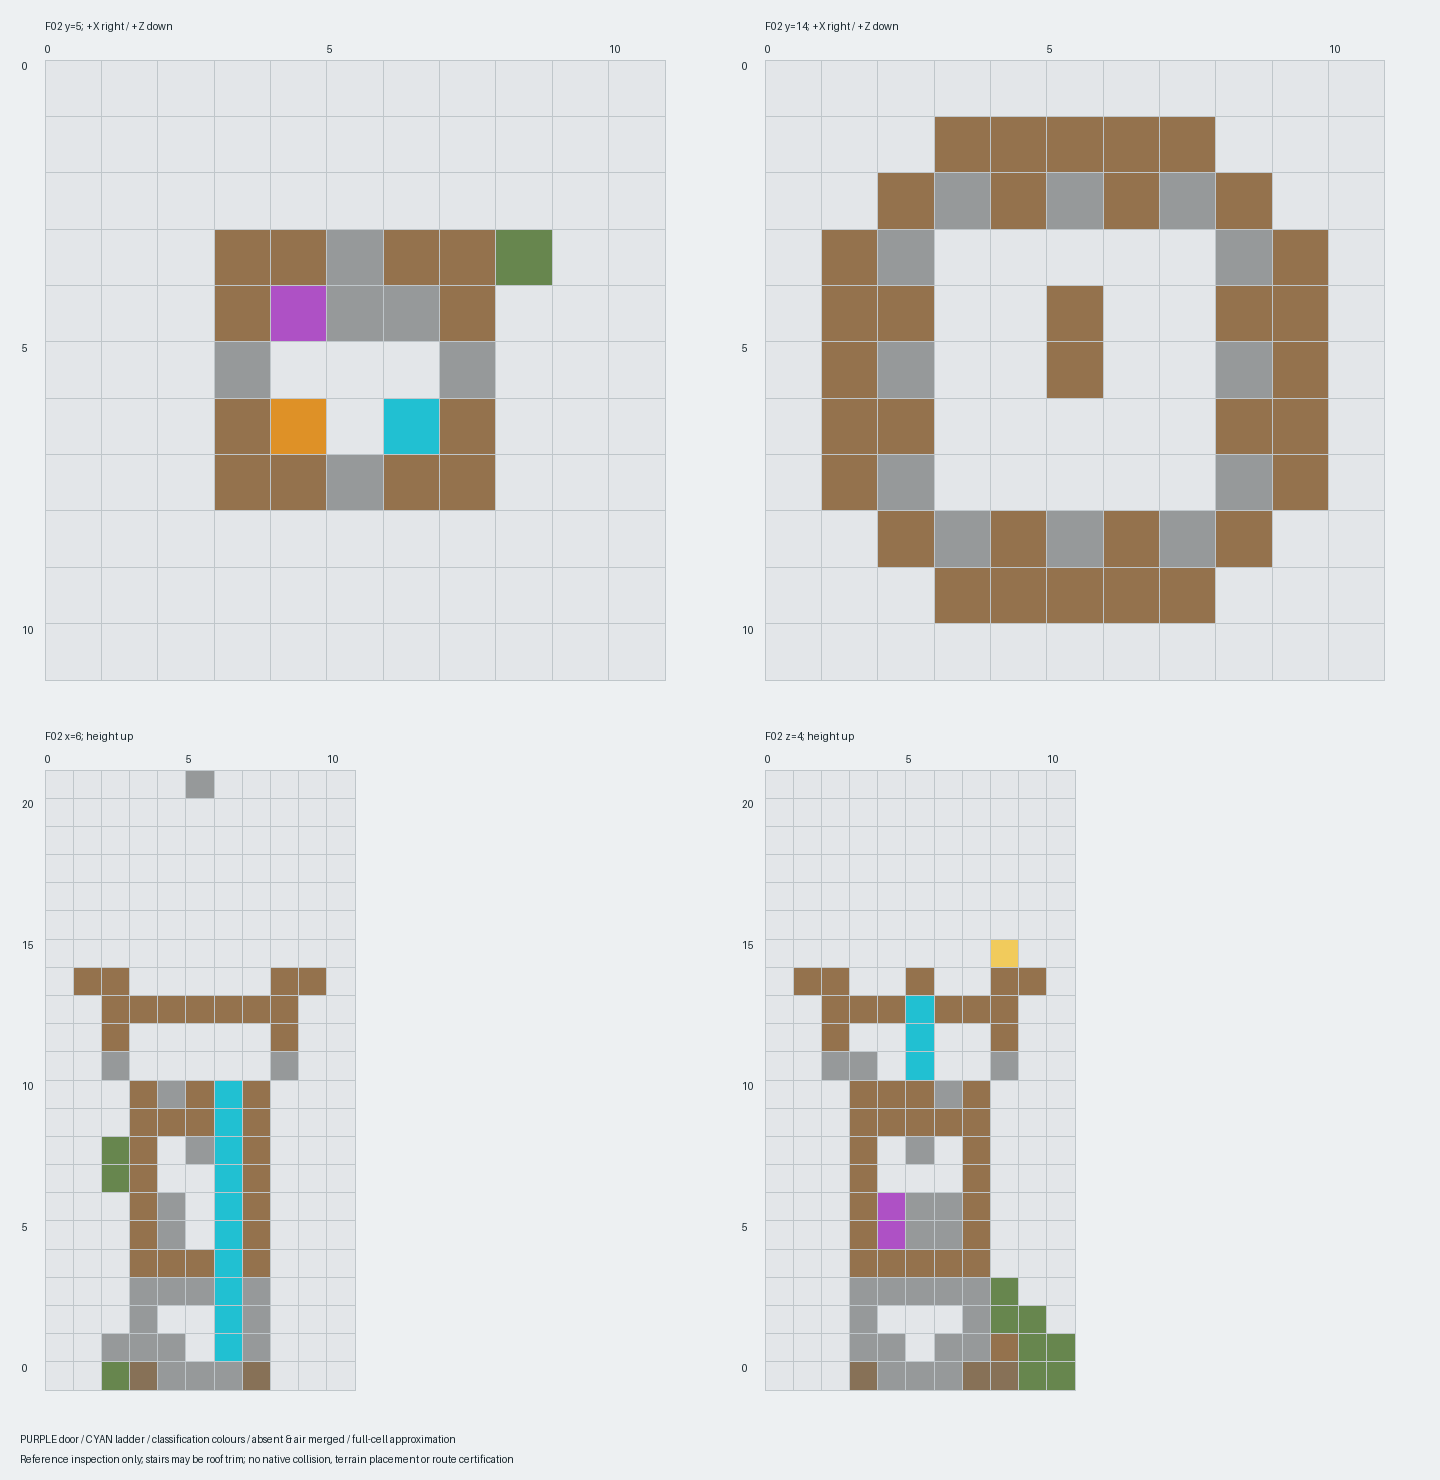 F02 y=5; +X right / +Z down
0 5 10
0
5
10
F02 y=14; +X right / +Z down
0 5 10
0
5
10
F02 x=6; height up
0 5 10
20
15
10
5
0
F02 z=4; height up
0 5 10
20
15
10
5
0
PURPLE door / CYAN ladder / classification colours / absent & air merged / full-cell approximation
Reference inspection only; stairs may be roof trim; no native collision, terrain placement or route certification